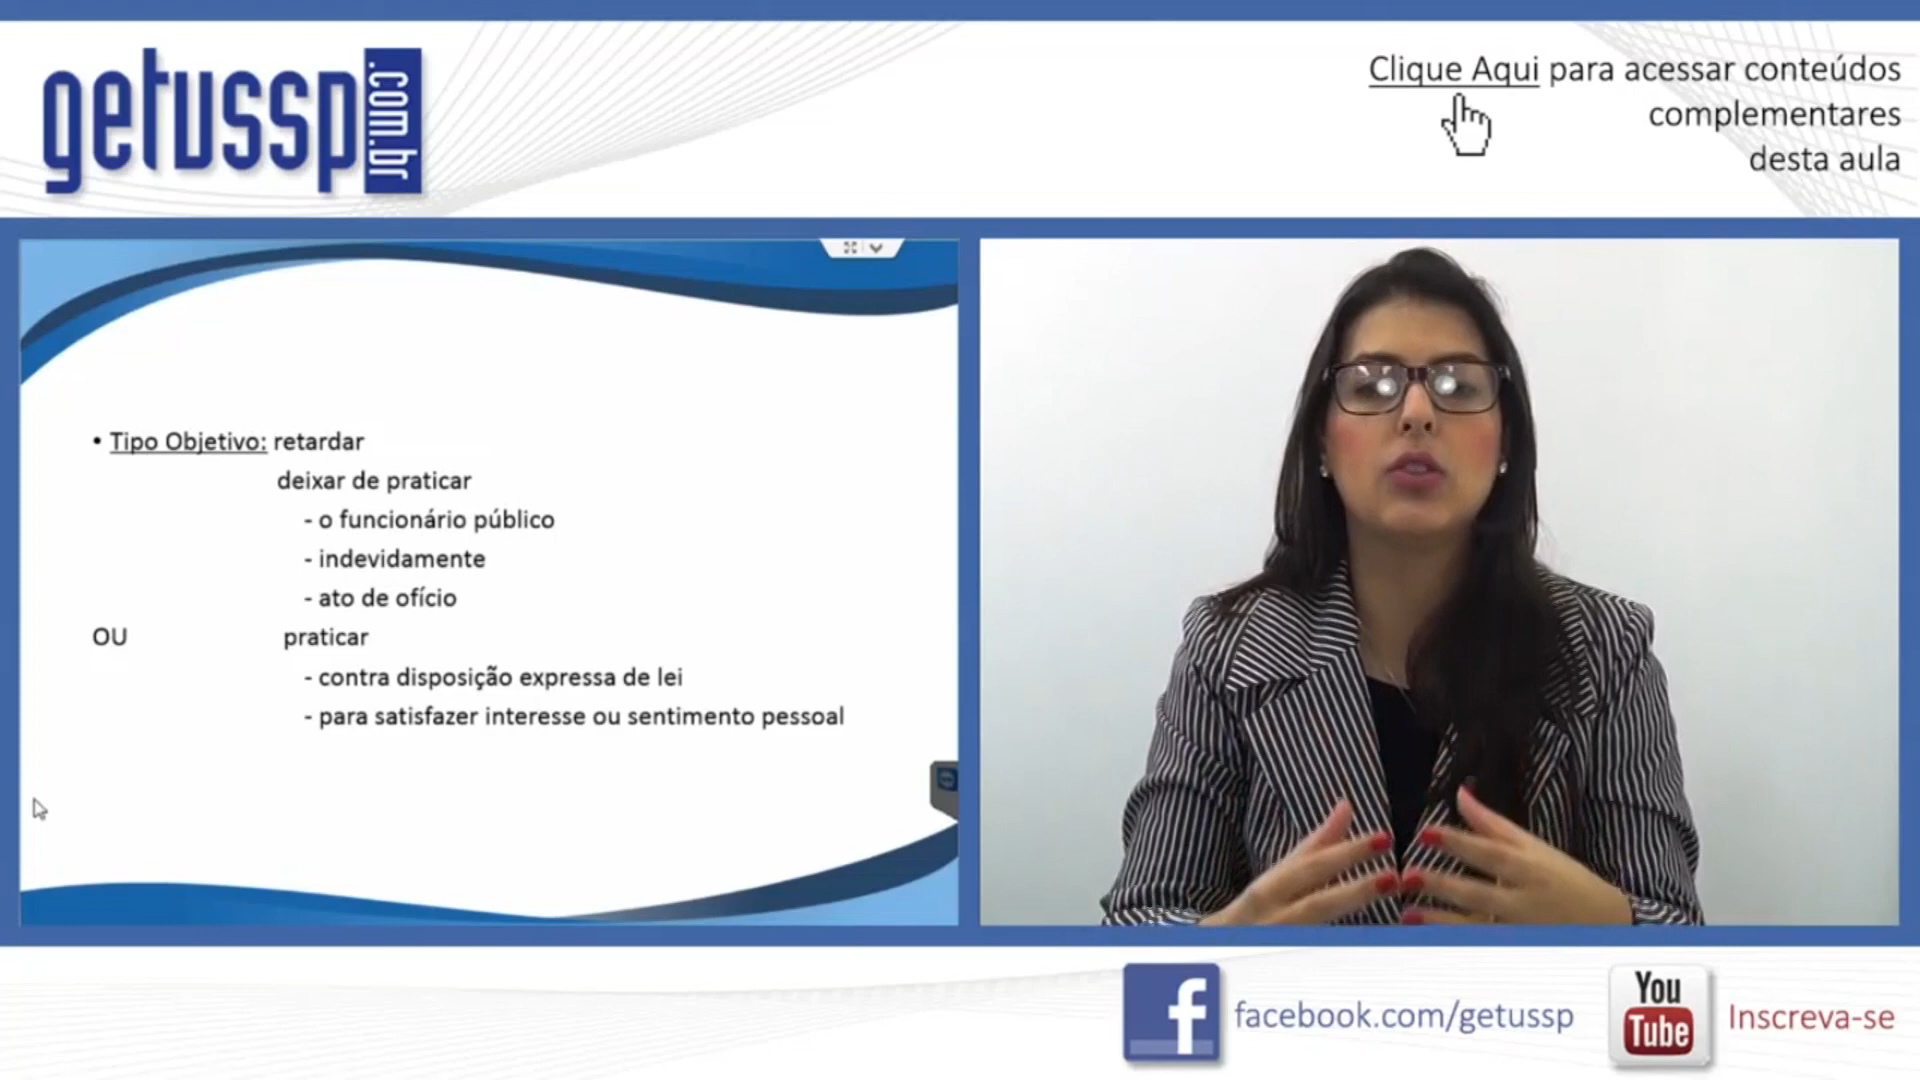 getussp.com.br
Clique Aqui para acessar conteúdos
complementares
desta aula
• Tipo Objetivo: retardar
deixar de praticar
- o funcionário público
- indevidamente
- ato de ofício
OU praticar
- contra disposição expressa de lei
- para satisfazer interesse ou sentimento pessoal
f facebook.com/getussp
You
Tube Inscreva-se